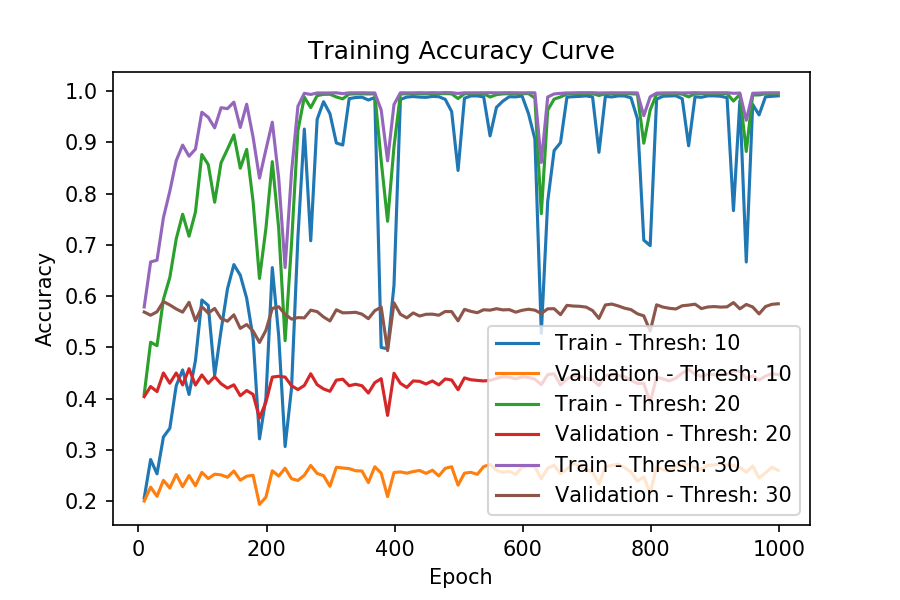 Training Accuracy Curve
Accuracy
1.0
0.9
0.8
0.7
0.6
0.5
0.4
0.3
0.2
Train - Thresh: 10
Validation - Thresh: 10
Train - Thresh: 20
Validation - Thresh: 20
Train - Thresh: 30
Validation - Thresh: 30
0 200 400 600 800 1000
Epoch